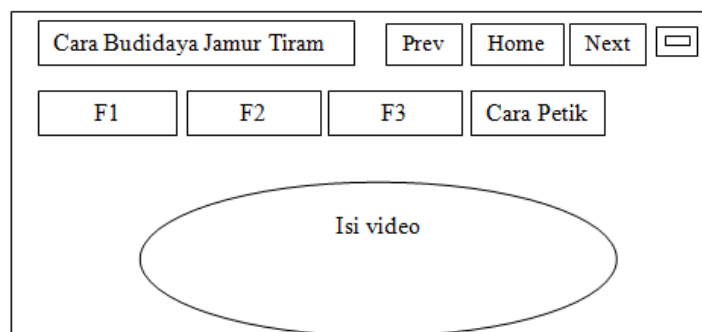 Cara Budidaya Jamur Tiram Prev Home Next
F1 F2 F3 Cara Petik
Isi video